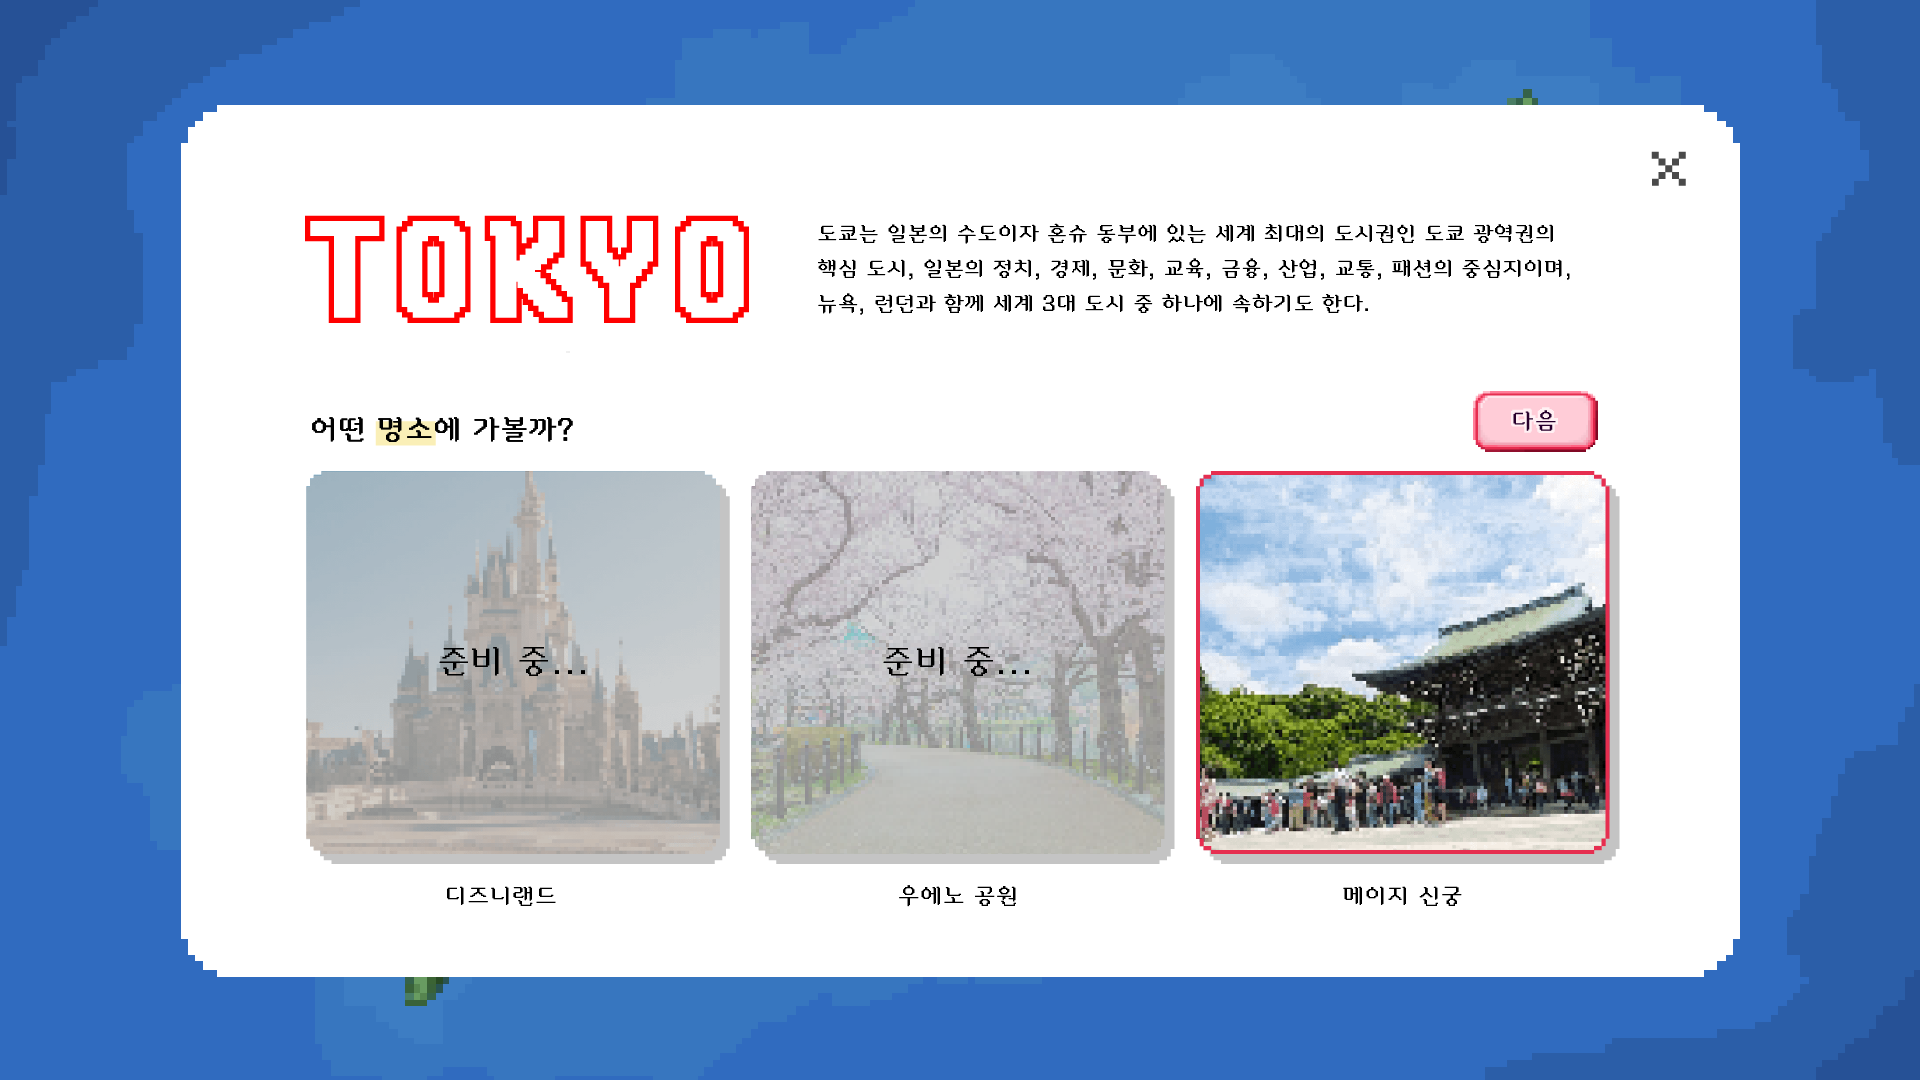 TOKYO
도쿄는 일본의 수도이자 혼슈 동부에 있는 세계 최대의 도시권인 도쿄 광역권의
핵심 도시, 일본의 정치, 경제, 문화, 교육, 금융, 산업, 교통, 패션의 중심지이며,
뉴욕, 런던과 함께 세계 3대 도시 중 하나에 속하기도 한다.
어떤 명소에 가볼까?
다음
준비 중...
준비 중...
디즈니랜드
우에노 공원
메이지 신궁